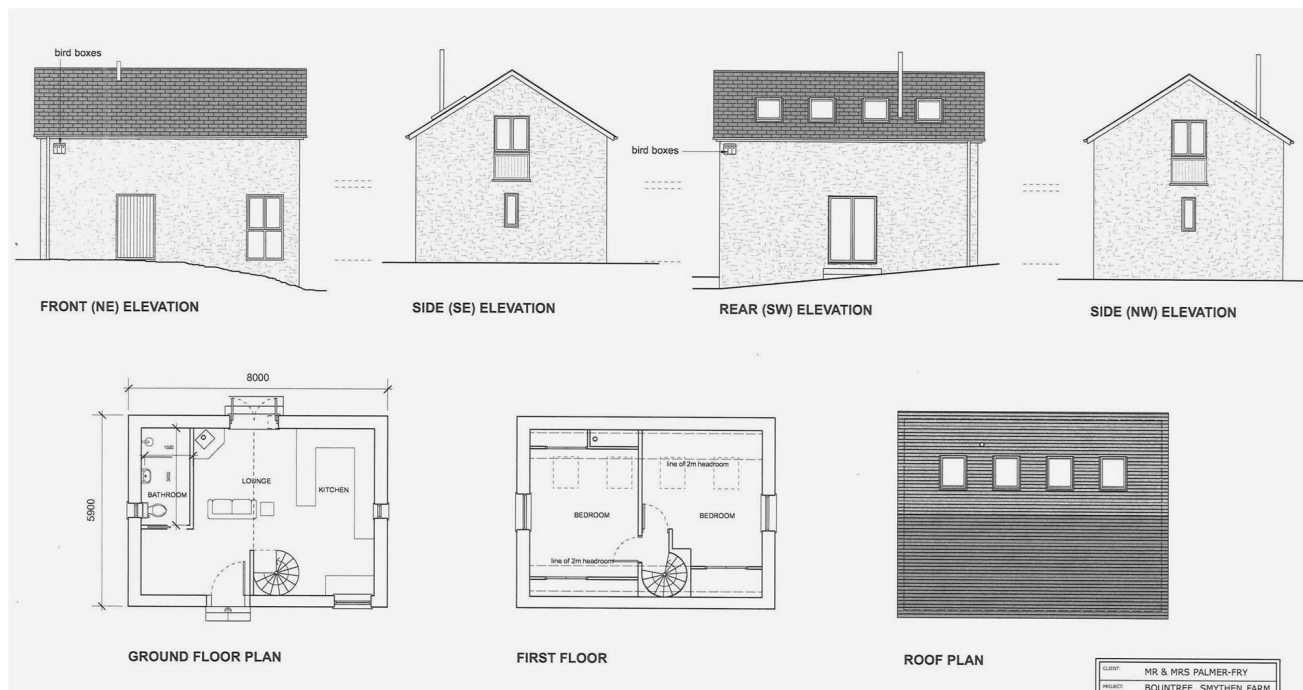 bird boxes
bird boxes
FRONT (NE) ELEVATION
SIDE (SE) ELEVATION
REAR (SW) ELEVATION
SIDE (NW) ELEVATION
8000
5900
1500
3000
BATHROOM
LOUNGE
KITCHEN
line of 2m headroom
BEDROOM
BEDROOM
line of 2m headroom
GROUND FLOOR PLAN
FIRST FLOOR
ROOF PLAN
CLIENT: MR & MRS PALMER-FRY
PROJECT: BOUNTREE, SMYTHEN FARM